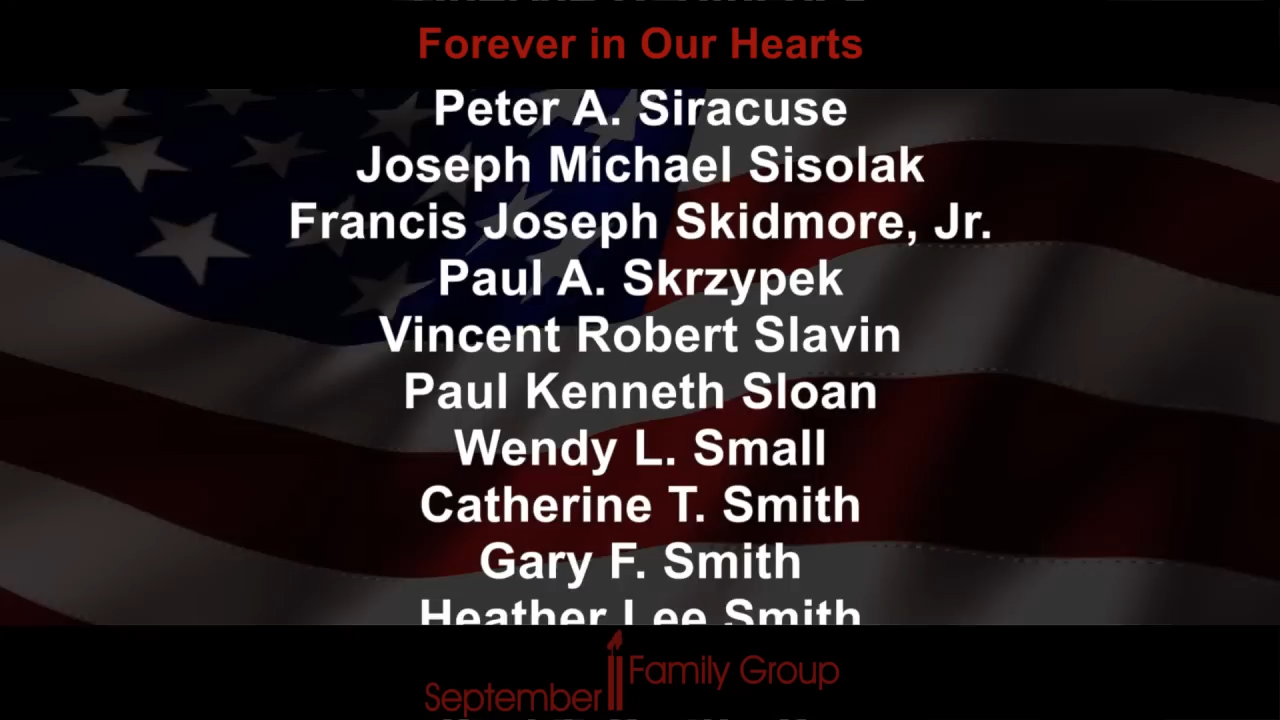 Forever in Our Hearts
Peter A. Siracuse
Joseph Michael Sisolak
Francis Joseph Skidmore, Jr.
Paul A. Skrzypek
Vincent Robert Slavin
Paul Kenneth Sloan
Wendy L. Small
Catherine T. Smith
Gary F. Smith
Heather Lee Smith
September 11 Family Group